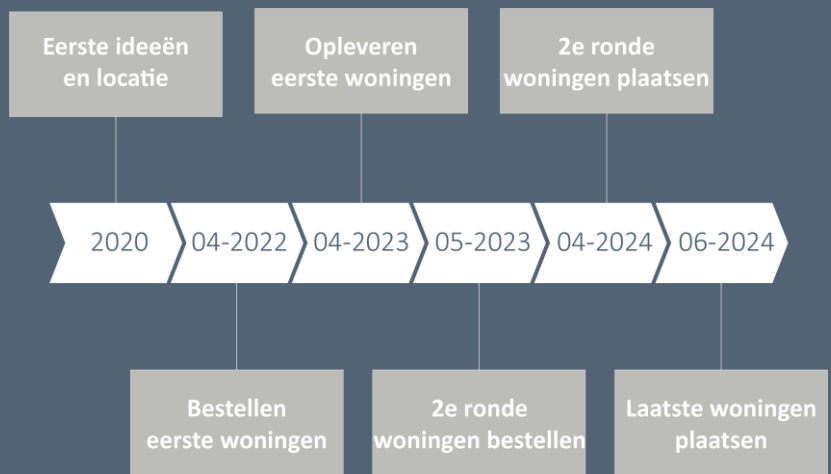 Eerste ideeën
en locatie
Opleveren
eerste woningen
2e ronde
woningen plaatsen
2020
04-2022
04-2023
05-2023
04-2024
06-2024
Bestellen
eerste woningen
2e ronde
woningen bestellen
Laatste woningen
plaatsen